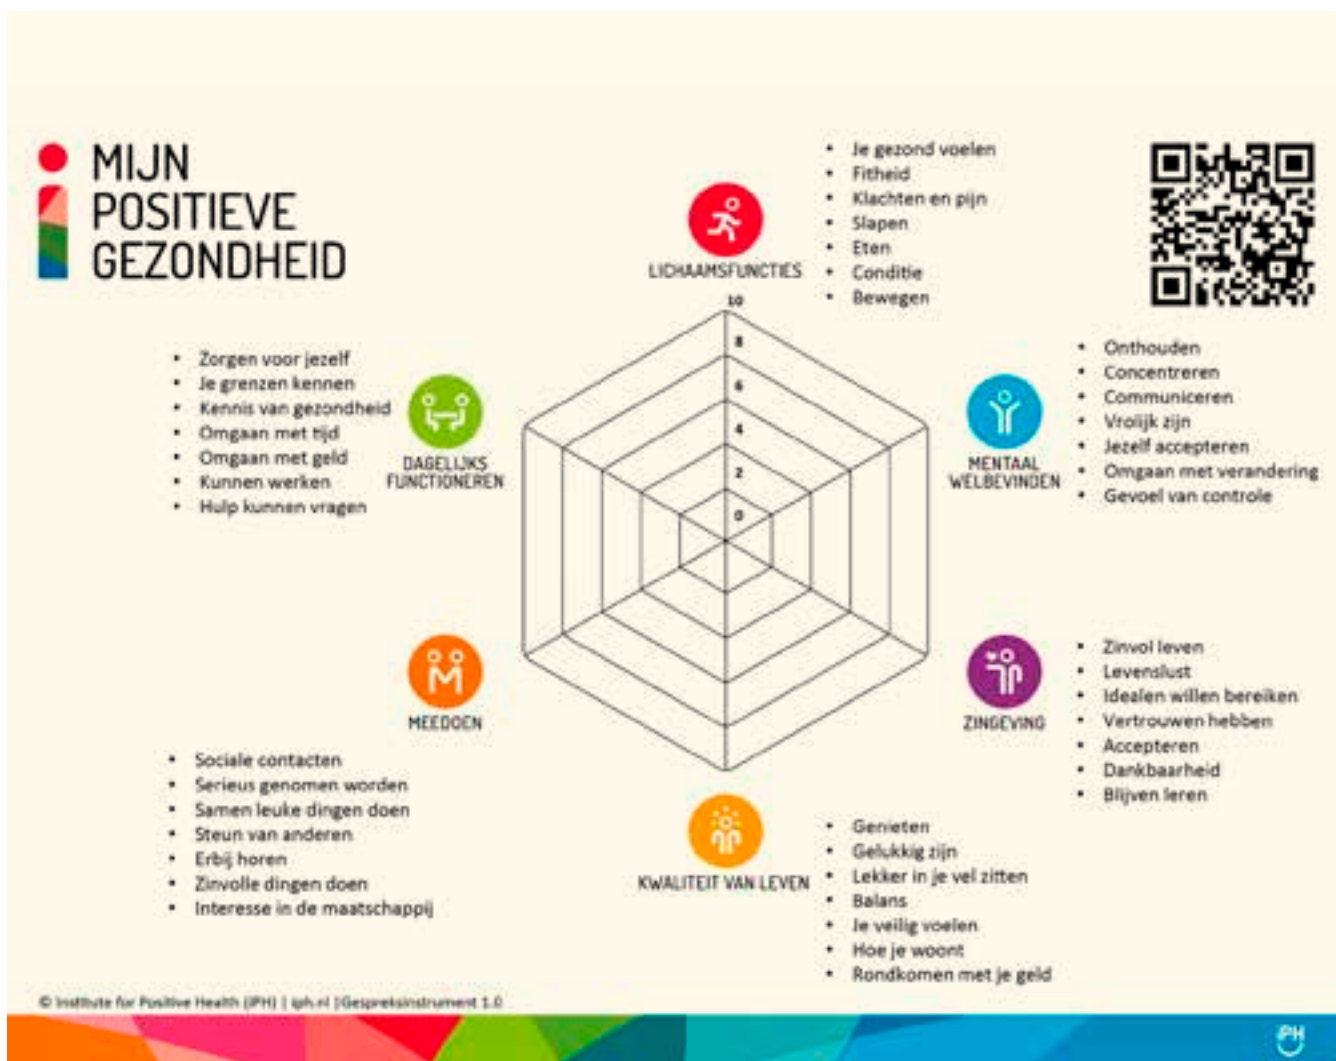 MIJN
POSITIEVE
GEZONDHEID
LICHAAMSFUNCTIES
• Je gezond voelen
• Fitheid
• Klachten en pijn
• Slapen
• Eten
• Conditie
• Bewegen
10
8
6
4
2
0
• Zorgen voor jezelf
• Je grenzen kennen
• Kennis van gezondheid
• Omgaan met tijd
• Omgaan met geld
• Kunnen werken
• Hulp kunnen vragen
DAGELIJKS
FUNCTIONEREN
MENTAAL
WELBEVINDEN
• Onthouden
• Concentreren
• Communiceren
• Vrolijk zijn
• Jezelf accepteren
• Omgaan met verandering
• Gevoel van controle
MEEDOEN
• Sociale contacten
• Serieus genomen worden
• Samen leuke dingen doen
• Steun van anderen
• Erbij horen
• Zinvolle dingen doen
• Interesse in de maatschappij
ZINGEVING
• Zinvol leven
• Levenslust
• Idealen willen bereiken
• Vertrouwen hebben
• Accepteren
• Dankbaarheid
• Blijven leren
KWALITEIT VAN LEVEN
• Genieten
• Gelukkig zijn
• Lekker in je vel zitten
• Balans
• Je veilig voelen
• Hoe je woont
• Rondkomen met je geld
© Institute for Positive Health (iPH) | iph.nl |Gespreksinstrument 1.0
iPH